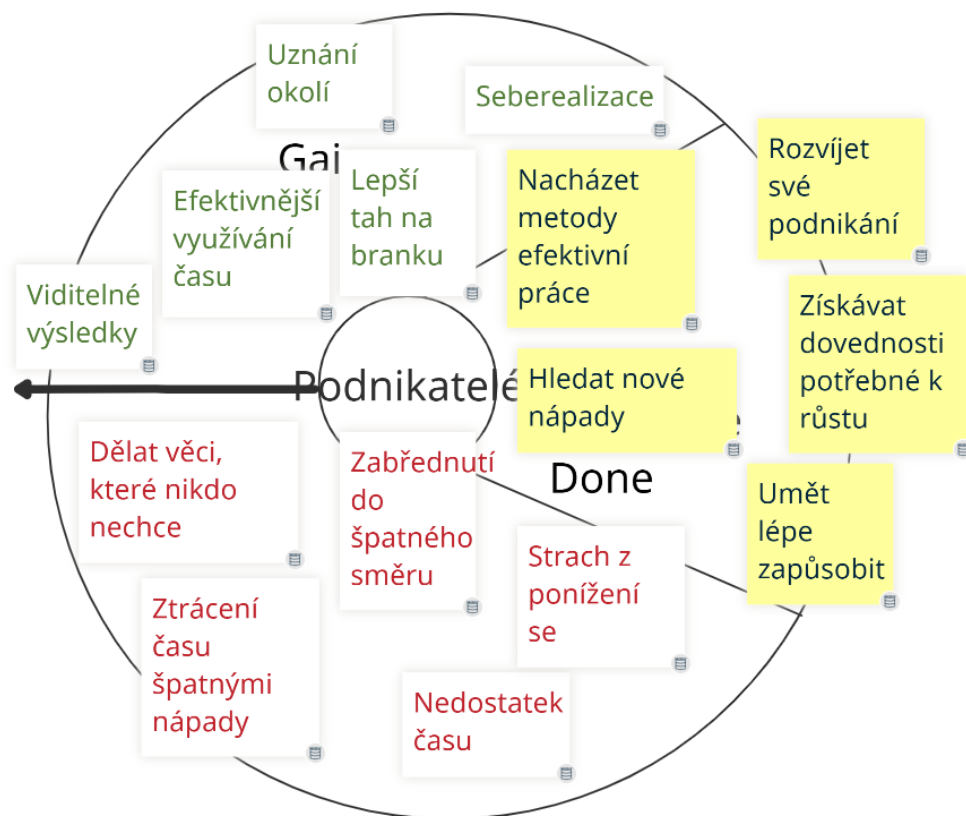 Uznání
okolí
Seberealizace
Gai
Efektivnější
využívání
času
Lepší
tah na
branku
Nacházet
metody
efektivní
práce
Rozvíjet
své
podnikání
Viditelné
výsledky
Získávat
dovednosti
potřebné k
růstu
Podnikatelé
Hledat nové
nápady
Done
Dělat věci,
které nikdo
nechce
Zabřednutí
do
špatného
směru
Umět
lépe
zapůsobit
Strach z
ponížení
se
Ztrácení
času
špatnými
nápady
Nedostatek
času